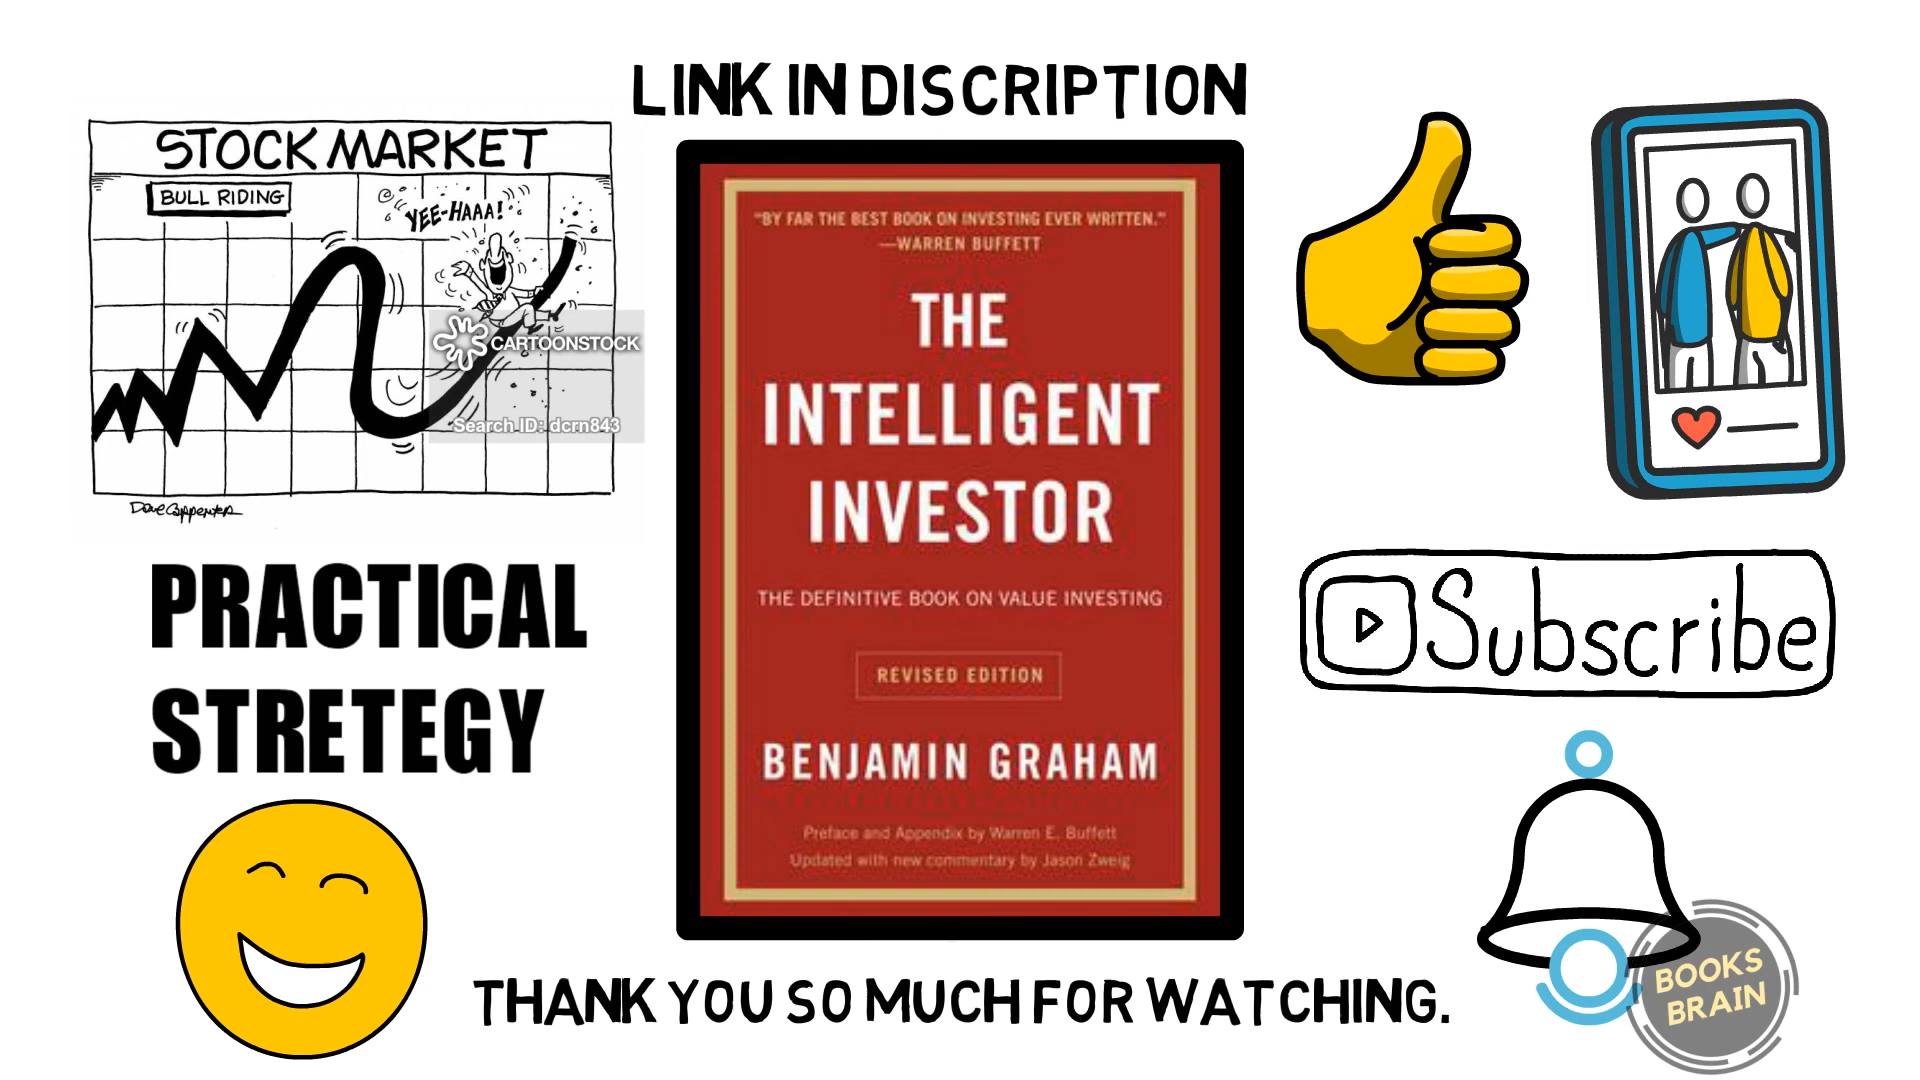 LINK IN DISCRIPTION
STOCK MARKET
BULL RIDING
YEE-HAAA!
CARTOONSTOCK
Search ID: dcrn843
Dave Carpenter
PRACTICAL
STRETEGY
"BY FAR THE BEST BOOK ON INVESTING EVER WRITTEN."
—WARREN BUFFETT
THE
INTELLIGENT
INVESTOR
THE DEFINITIVE BOOK ON VALUE INVESTING
REVISED EDITION
BENJAMIN GRAHAM
Preface and Appendix by Warren E. Buffett
Updated with new commentary by Jason Zweig
Subscribe
BOOKS
BRAIN
THANK YOU SO MUCH FOR WATCHING.